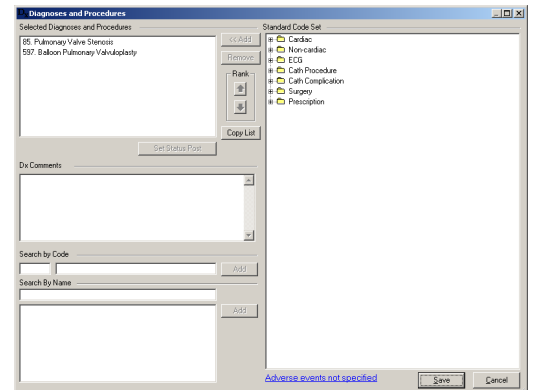 Diagnoses and Procedures
Selected Diagnoses and Procedures
85. Pulmonary Valve Stenosis
597. Balloon Pulmonary Valvuloplasty
<< Add
Remove
Rank
Copy List
Set Status Post
Dx Comments
Search by Code
Add
Search By Name
Add
Standard Code Set
Cardiac
Non-cardiac
ECG
Cath Procedure
Cath Complication
Surgery
Prescription
Adverse events not specified
Save
Cancel